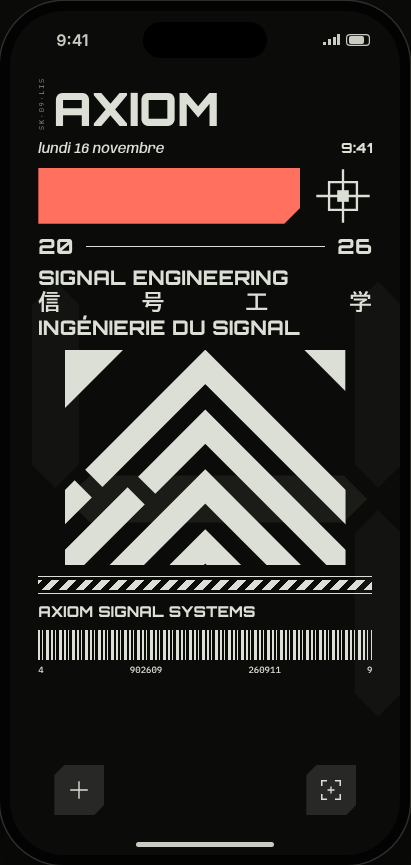 9:41
SK-09-LIS
AXIOM
lundi 16 novembre 9:41
20 26
SIGNAL ENGINEERING
信 号 工 学
INGÉNIERIE DU SIGNAL
AXIOM SIGNAL SYSTEMS
4 902609 260911 9